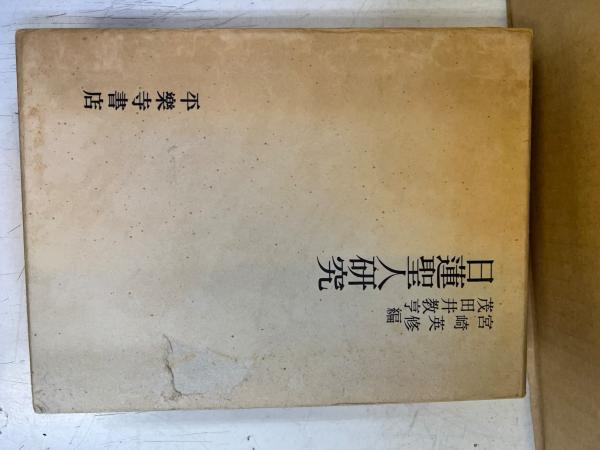 日蓮聖人研究
宮崎英修
茂田井教亨 編
平樂寺書店